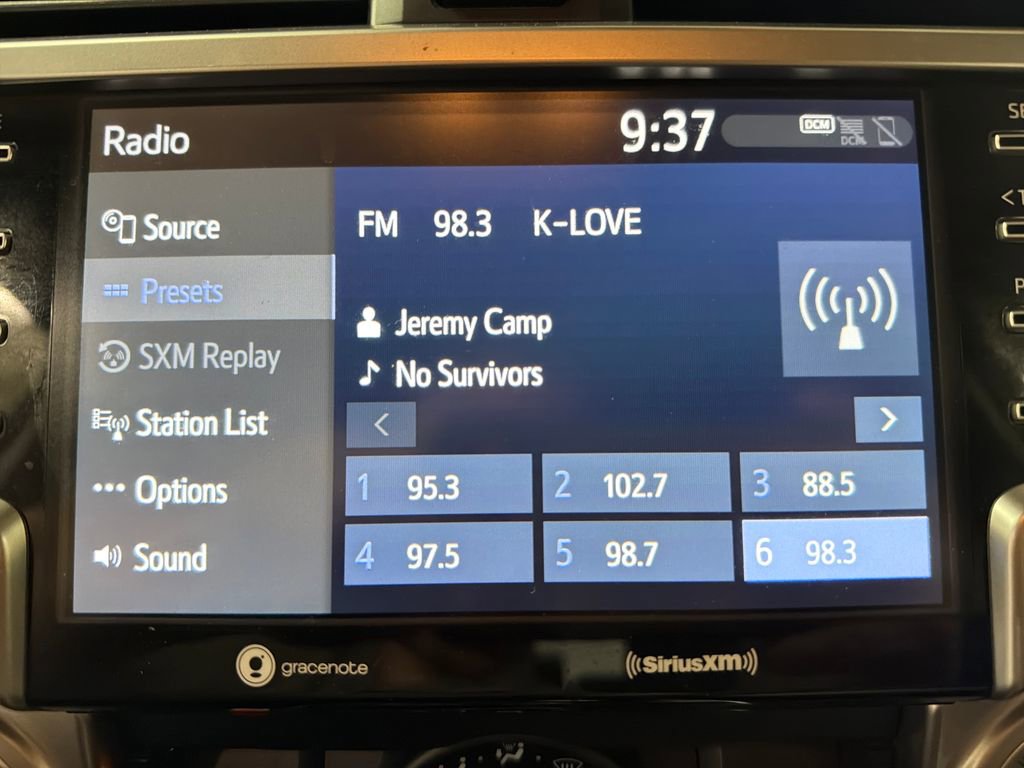 Radio
9:37
DCM
DCM
Source
FM 98.3 K-LOVE
Presets
Jeremy Camp
SXM Replay
No Survivors
Station List
< >
1 95.3 2 102.7 3 88.5
Options
4 97.5 5 98.7 6 98.3
Sound
gracenote
((SiriusXM))